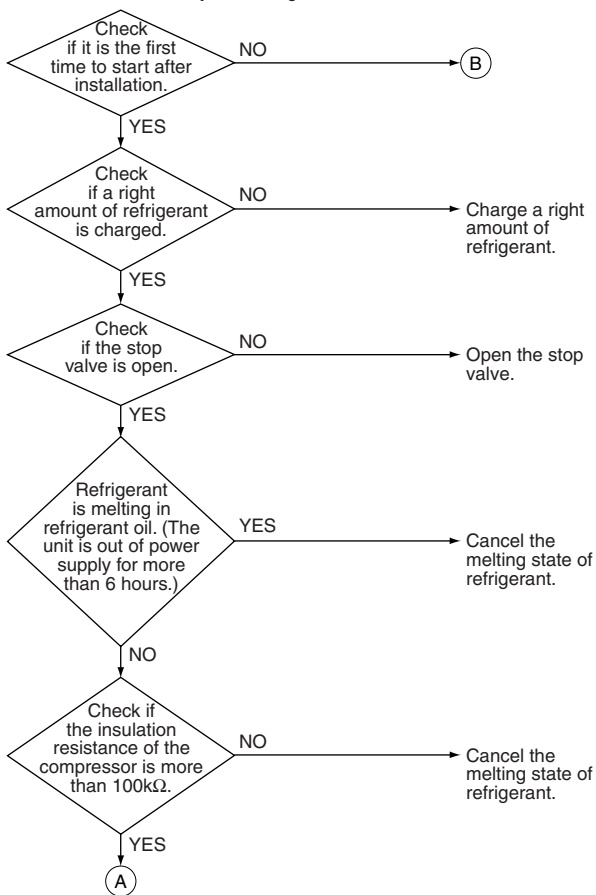 Check
if it is the first
time to start after
installation.
NO
B
YES
Check
if a right
amount of refrigerant
is charged.
NO
Charge a right
amount of
refrigerant.
YES
Check
if the stop
valve is open.
NO
Open the stop
valve.
YES
Refrigerant
is melting in
refrigerant oil. (The
unit is out of power
supply for more
than 6 hours.)
YES
Cancel the
melting state of
refrigerant.
NO
Check if
the insulation
resistance of the
compressor is more
than 100kΩ.
NO
Cancel the
melting state of
refrigerant.
YES
A